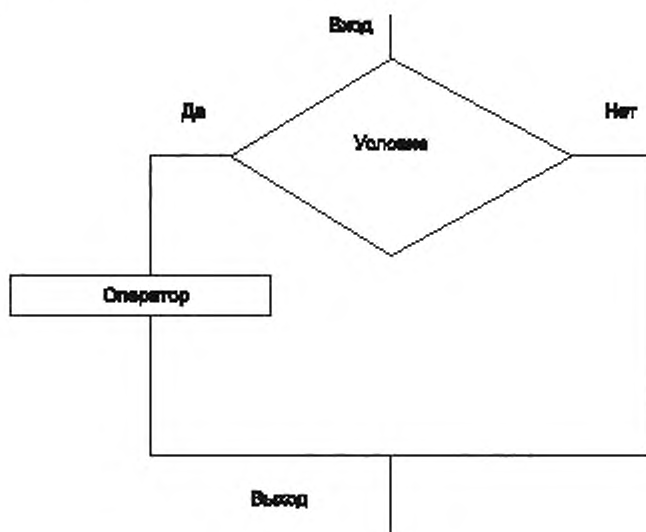 Вход
Да
Нет
Условие
Оператор
Выход